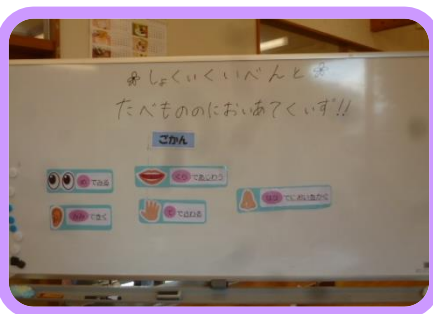 ❀しょくいくいべんと❀
たべもののにおいあてくいず!!
ごかん
めでみる
くちであじわう
みみできく
てでさわる
はなでにおいをかぐ